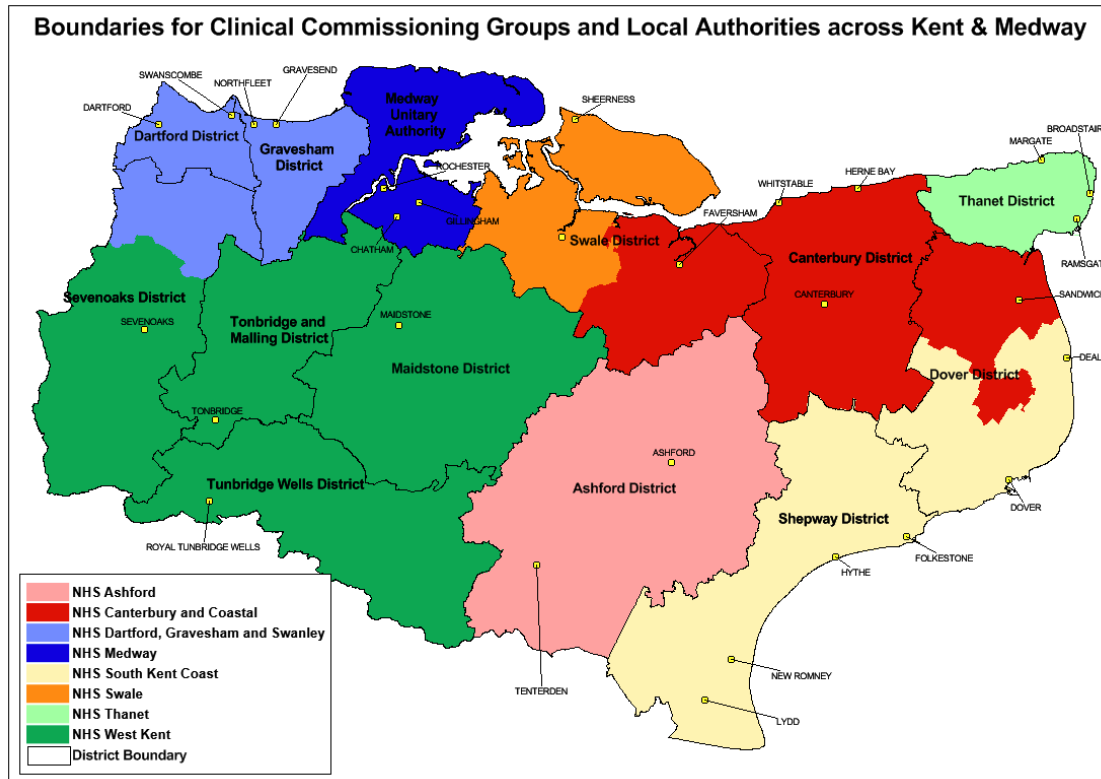 Boundaries for Clinical Commissioning Groups and Local Authorities across Kent & Medway
GRAVESEND
SWANSCOMBE
NORTHFLEET
DARTFORD
Dartford District
Gravesham
District
Medway
Unitary
Authority
SHEERNESS
ROCHESTER
GILLINGHAM
CHATHAM
Swale District
FAVERSHAM
WHITSTABLE
HERNE BAY
MARGATE
BROADSTAIR
Thanet District
RAMSGAT
Canterbury District
CANTERBURY
SANDWICH
DEAL
Dover District
DOVER
Sevenoaks District
SEVENOAKS
Tonbridge and
Malling District
MAIDSTONE
Maidstone District
TONBRIDGE
Tunbridge Wells District
ROYAL TUNBRIDGE WELLS
ASHFORD
Ashford District
Shepway District
FOLKESTONE
HYTHE
TENTERDEN
NEW ROMNEY
LYDD
NHS Ashford
NHS Canterbury and Coastal
NHS Dartford, Gravesham and Swanley
NHS Medway
NHS South Kent Coast
NHS Swale
NHS Thanet
NHS West Kent
District Boundary